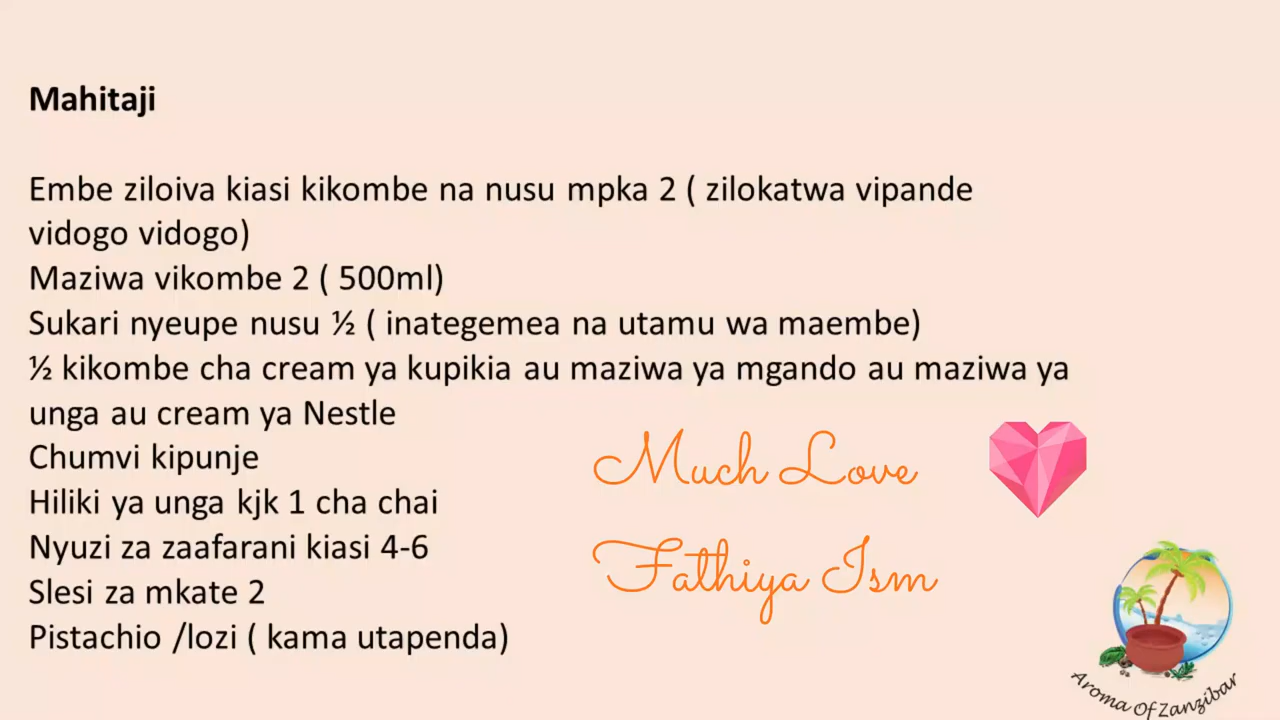 Mahitaji
Embe ziloiva kiasi kikombe na nusu mpka 2 ( zilokatwa vipande
vidogo vidogo)
Maziwa vikombe 2 ( 500ml)
Sukari nyeupe nusu ½ ( inategemea na utamu wa maembe)
½ kikombe cha cream ya kupikia au maziwa ya mgando au maziwa ya
unga au cream ya Nestle
Chumvi kipunje
Hiliki ya unga kjk 1 cha chai
Nyuzi za zaafarani kiasi 4-6
Slesi za mkate 2
Pistachio /lozi ( kama utapenda)
Much Love
Fathiya Ism
Aroma Of Zanzibar